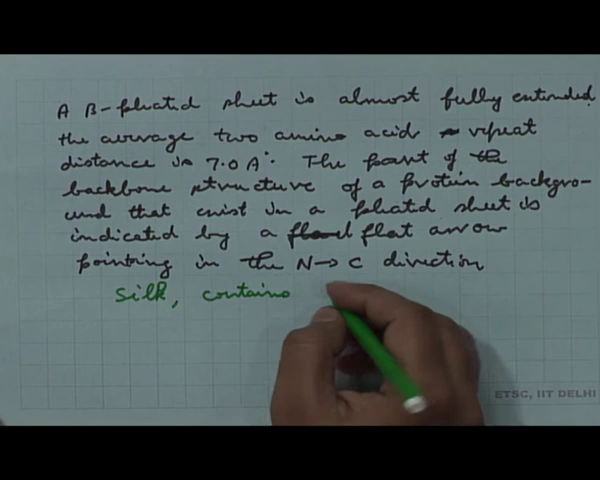 A B-pleated sheet is almost fully extended,
the average two amino acid repeat
distance is 7.0 A°. The part of the
backbone structure of a protein backgro-
und that exist in a pleated sheet is
indicated by a flat arrow
pointing in the N→C direction
Silk, contains
ETSC, IIT DELHI